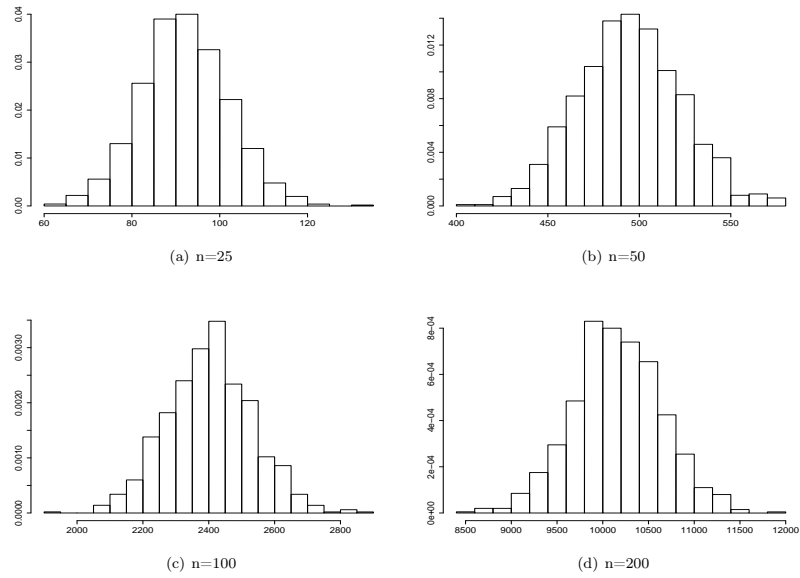 0.04
0.03
0.02
0.01
0.00
60 80 100 120
(a) n=25
0.012
0.008
0.004
0.000
400 450 500 550
(b) n=50
0.0030
0.0020
0.0010
0.0000
2000 2200 2400 2600 2800
(c) n=100
8e−04
6e−04
4e−04
2e−04
0e+00
8500 9000 9500 10000 10500 11000 11500 12000
(d) n=200